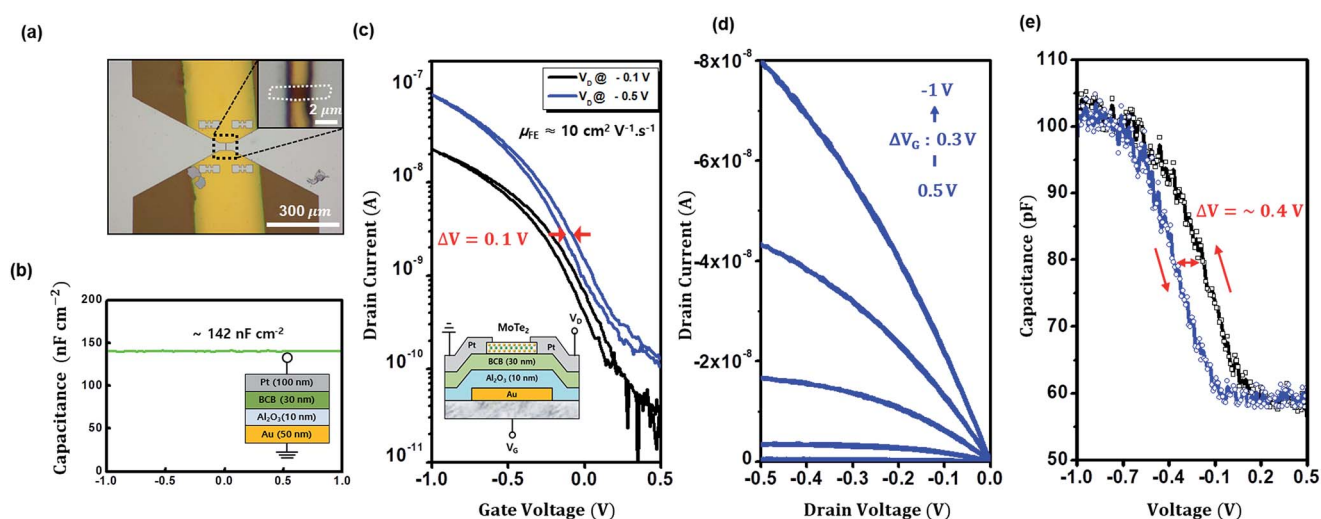 (a)
2 μm
300 μm
(b)
Capacitance (nF cm⁻²)
200
150
100
50
0
~ 142 nF cm⁻²
Pt (100 nm)
BCB (30 nm)
Al₂O₃(10 nm)
Au (50 nm)
-1.0
-0.5
0.0
0.5
1.0
(c)
Drain Current (A)
10⁻⁷
10⁻⁸
10⁻⁹
10⁻¹⁰
10⁻¹¹
V_D @ - 0.1 V
V_D @ - 0.5 V
μ_FE ≈ 10 cm² V⁻¹.s⁻¹
ΔV = 0.1 V
MoTe₂
V_D
Pt
Pt
BCB (30 nm)
Al₂O₃ (10 nm)
Au
V_G
-1.0
-0.5
0.0
0.5
Gate Voltage (V)
(d)
Drain Current (A)
-8x10⁻⁸
-6x10⁻⁸
-4x10⁻⁸
-2x10⁻⁸
0
-1 V
ΔV_G : 0.3 V
0.5 V
-0.5
-0.4
-0.3
-0.2
-0.1
0.0
Drain Voltage (V)
(e)
Capacitance (pF)
110
100
90
80
70
60
50
ΔV = ~ 0.4 V
-1.0
-0.7
-0.4
-0.1
0.2
0.5
Voltage (V)